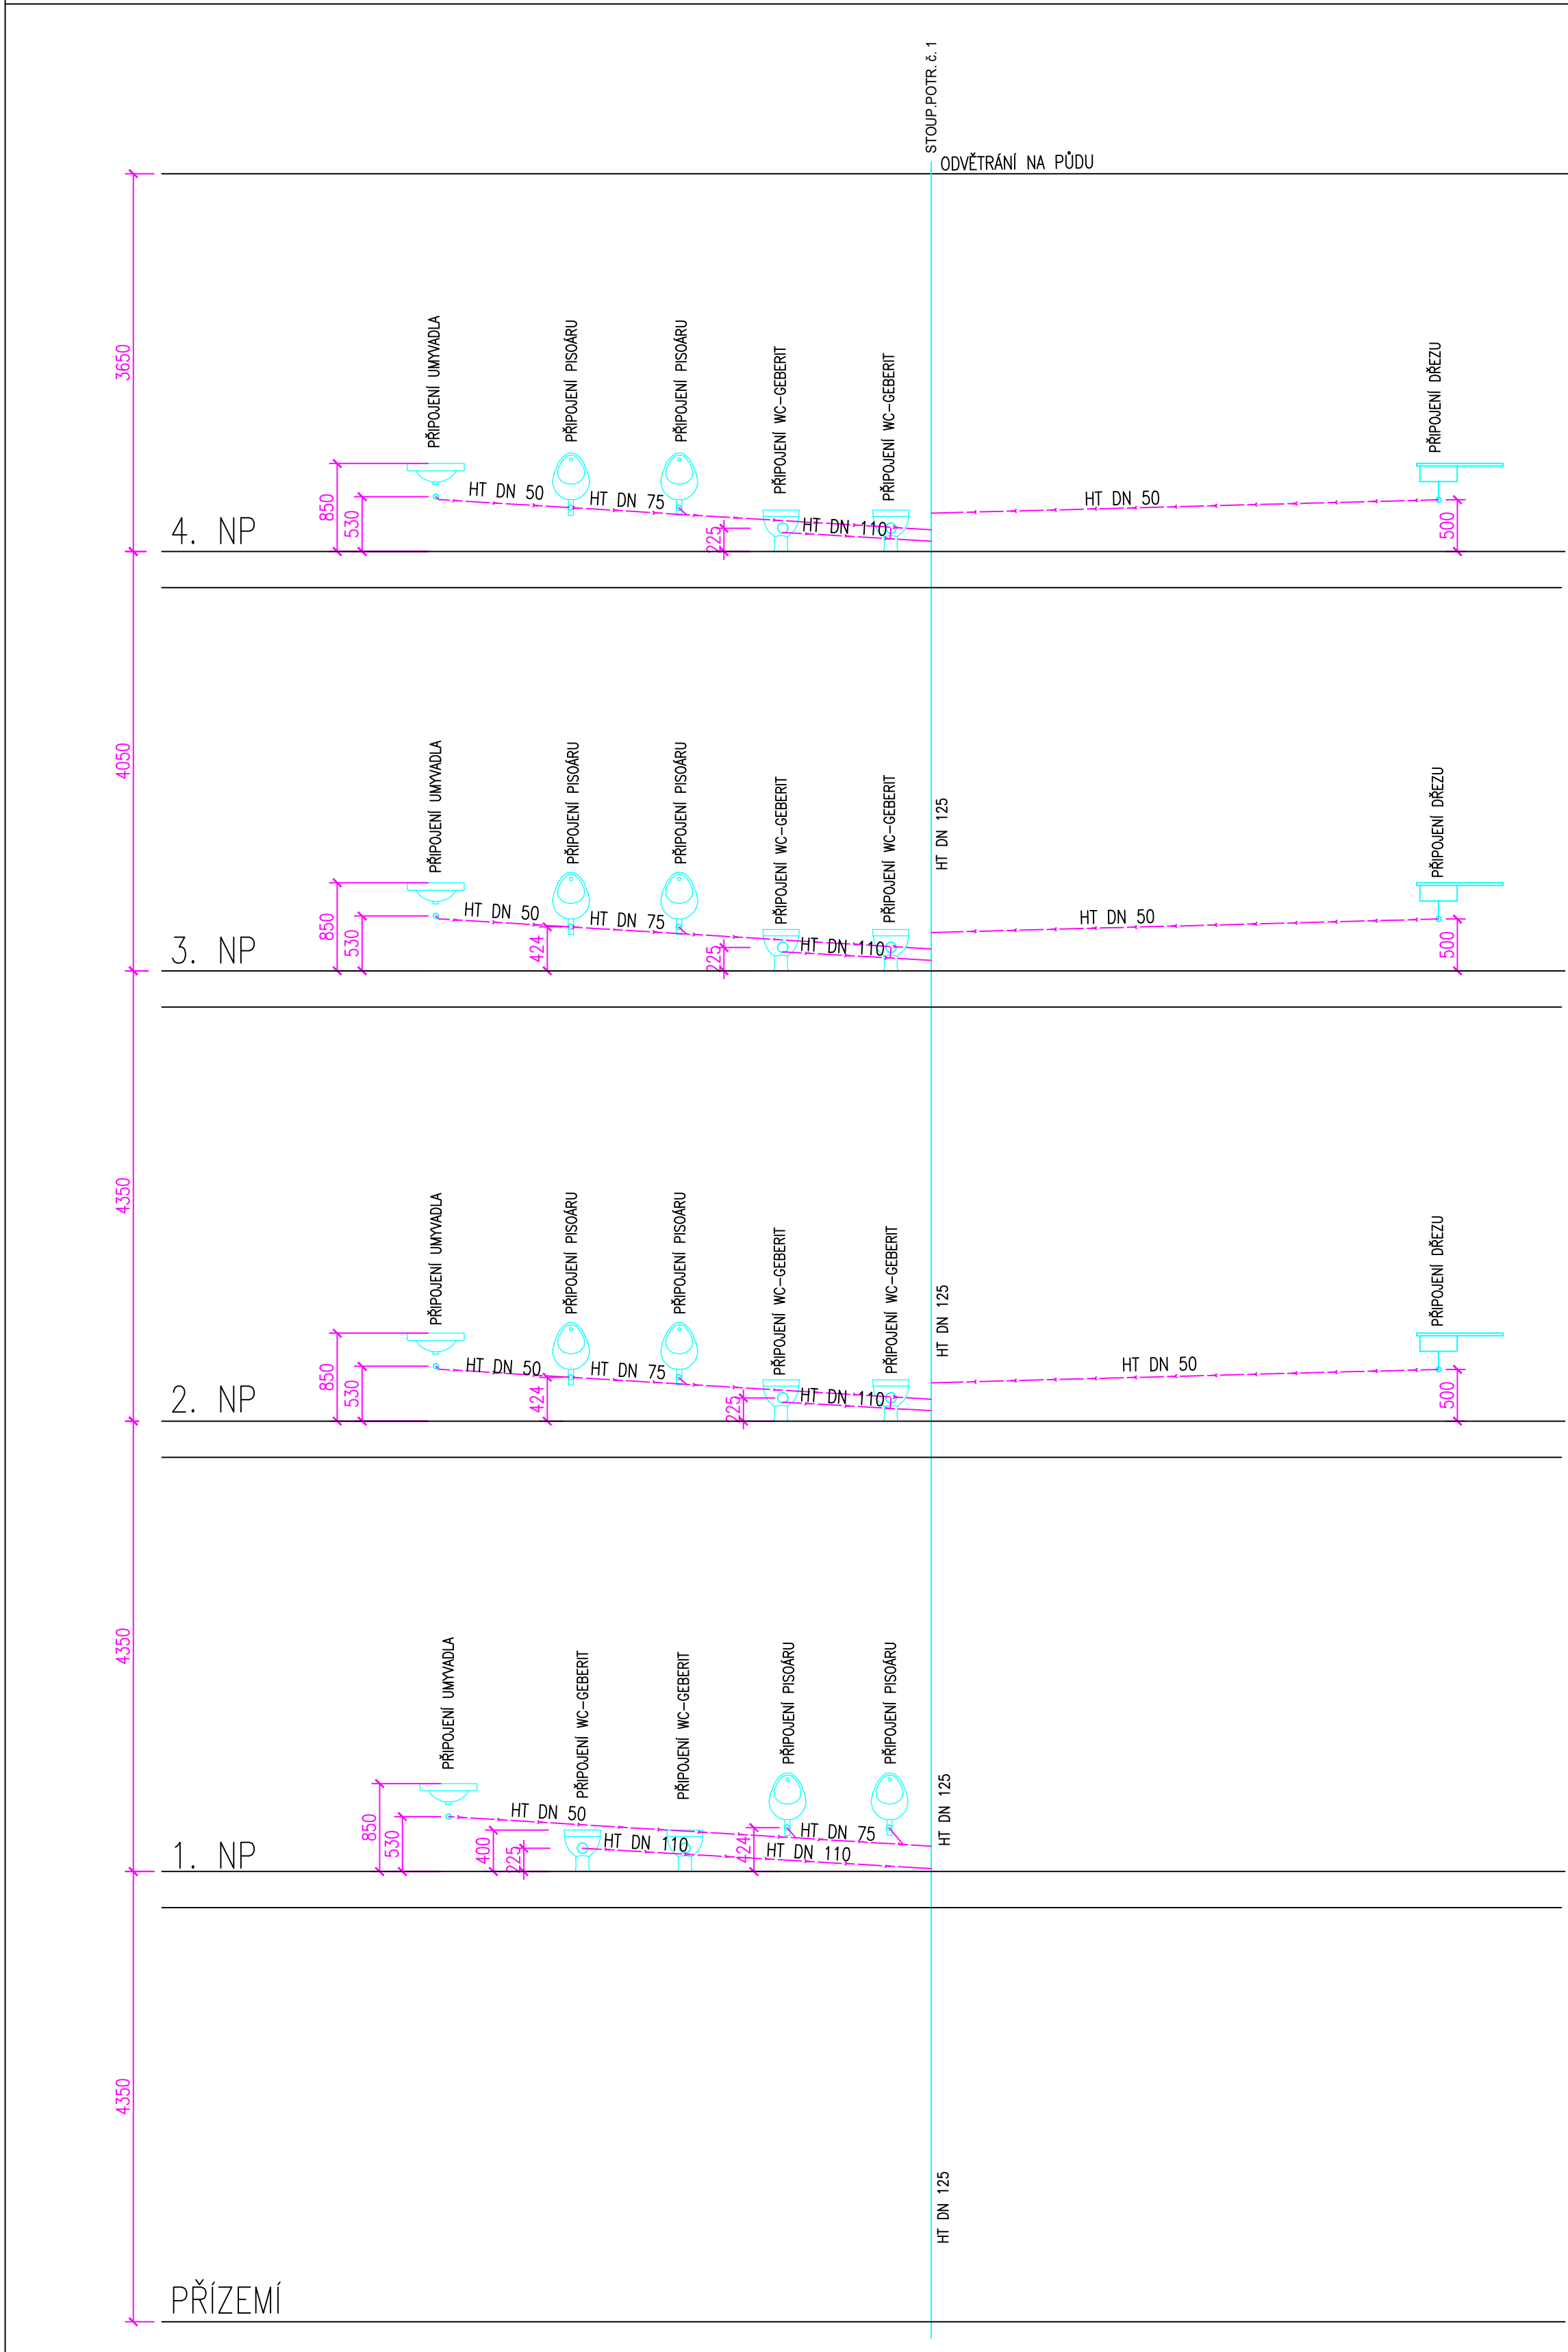 STOUP.POTR. č. 1
ODVĚTRÁNÍ NA PŮDU
3650
PŘIPOJENÍ UMYVADLA
PŘIPOJENÍ PISOÁRU
PŘIPOJENÍ PISOÁRU
PŘIPOJENÍ WC-GEBERIT
PŘIPOJENÍ WC-GEBERIT
PŘIPOJENÍ DŘEZU
850
530
HT DN 50
HT DN 75
225
HT DN 110
HT DN 50
500
4. NP
4050
PŘIPOJENÍ UMYVADLA
PŘIPOJENÍ PISOÁRU
PŘIPOJENÍ PISOÁRU
PŘIPOJENÍ WC-GEBERIT
PŘIPOJENÍ WC-GEBERIT
HT DN 125
PŘIPOJENÍ DŘEZU
850
530
HT DN 50
424
HT DN 75
225
HT DN 110
HT DN 50
500
3. NP
4350
PŘIPOJENÍ UMYVADLA
PŘIPOJENÍ PISOÁRU
PŘIPOJENÍ PISOÁRU
PŘIPOJENÍ WC-GEBERIT
PŘIPOJENÍ WC-GEBERIT
HT DN 125
PŘIPOJENÍ DŘEZU
850
530
HT DN 50
424
HT DN 75
225
HT DN 110
HT DN 50
500
2. NP
4350
PŘIPOJENÍ UMYVADLA
PŘIPOJENÍ WC-GEBERIT
PŘIPOJENÍ WC-GEBERIT
PŘIPOJENÍ PISOÁRU
PŘIPOJENÍ PISOÁRU
HT DN 125
850
530
HT DN 50
400
225
HT DN 110
424
HT DN 75
HT DN 110
1. NP
4350
HT DN 125
PŘÍZEMÍ